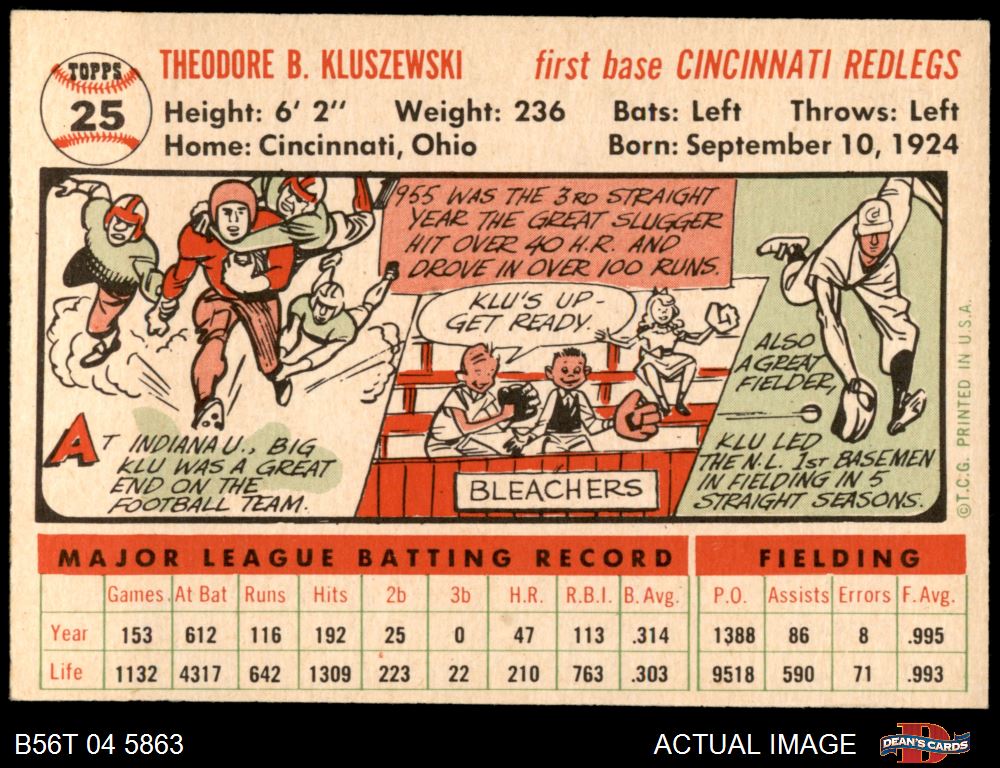 TOPPS
25
THEODORE B. KLUSZEWSKI first base CINCINNATI REDLEGS
Height: 6' 2" Weight: 236 Bats: Left Throws: Left
Home: Cincinnati, Ohio Born: September 10, 1924
AT INDIANA U., BIG
KLU WAS A GREAT
END ON THE
FOOTBALL TEAM.
1955 WAS THE 3RD STRAIGHT
YEAR THE GREAT SLUGGER
HIT OVER 40 H.R. AND
DROVE IN OVER 100 RUNS.
KLU'S UP-
GET READY.
BLEACHERS
C
ALSO
A GREAT
FIELDER,
KLU LED
THE N.L. 1ST BASEMEN
IN FIELDING IN 5
STRAIGHT SEASONS.
©T.C.G. PRINTED IN U.S.A.
MAJOR LEAGUE BATTING RECORD FIELDING
Games At Bat Runs Hits 2b 3b H.R. R.B.I. B. Avg. P.O. Assists Errors F. Avg.
Year 153 612 116 192 25 0 47 113 .314 1388 86 8 .995
Life 1132 4317 642 1309 223 22 210 763 .303 9518 590 71 .993
B56T 04 5863 ACTUAL IMAGE DEAN'S CARDS